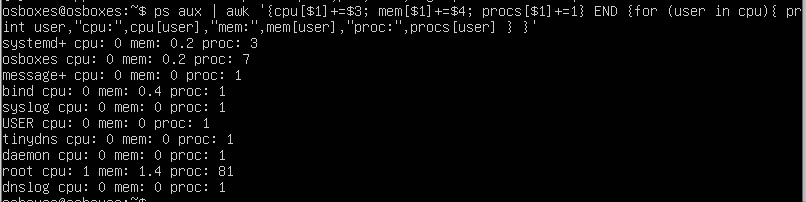 osboxes@osboxes:~$ ps aux | awk '{cpu[$1]+=$3; mem[$1]+=$4; procs[$1]+=1} END {for (user in cpu){ pr
int user,"cpu:",cpu[user],"mem:",mem[user],"proc:",procs[user] } }'
systemd+ cpu: 0 mem: 0.2 proc: 3
osboxes cpu: 0 mem: 0.2 proc: 7
message+ cpu: 0 mem: 0 proc: 1
bind cpu: 0 mem: 0.4 proc: 1
syslog cpu: 0 mem: 0 proc: 1
USER cpu: 0 mem: 0 proc: 1
tinydns cpu: 0 mem: 0 proc: 1
daemon cpu: 0 mem: 0 proc: 1
root cpu: 1 mem: 1.4 proc: 81
dnslog cpu: 0 mem: 0 proc: 1
osboxes@osboxes:~$